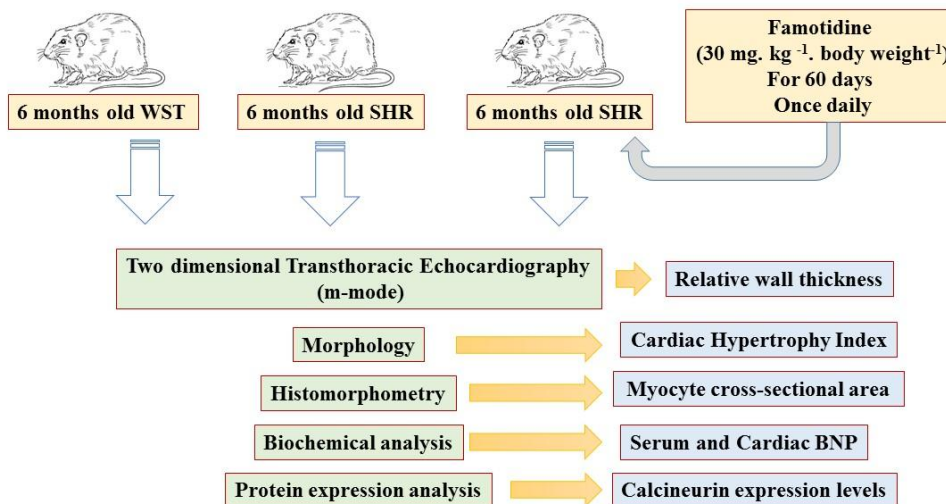 Famotidine
(30 mg. kg ⁻¹. body weight⁻¹)
For 60 days
Once daily
6 months old WST
6 months old SHR
6 months old SHR
Two dimensional Transthoracic Echocardiography
(m-mode)
Relative wall thickness
Morphology
Cardiac Hypertrophy Index
Histomorphometry
Myocyte cross-sectional area
Biochemical analysis
Serum and Cardiac BNP
Protein expression analysis
Calcineurin expression levels